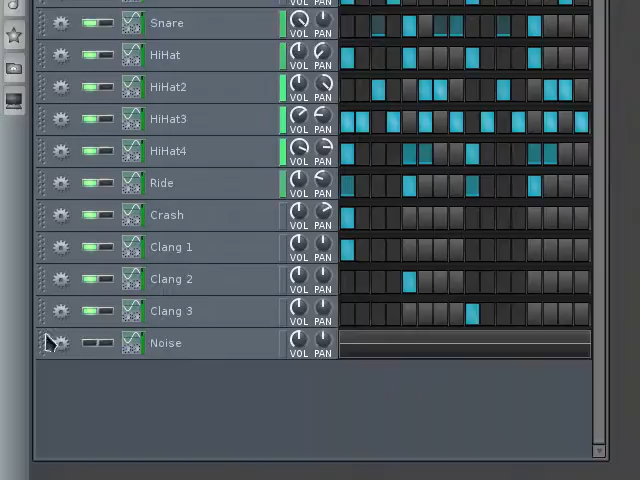 Snare VOL PAN
HiHat VOL PAN
HiHat2 VOL PAN
HiHat3 VOL PAN
HiHat4 VOL PAN
Ride VOL PAN
Crash VOL PAN
Clang 1 VOL PAN
Clang 2 VOL PAN
Clang 3 VOL PAN
Noise VOL PAN